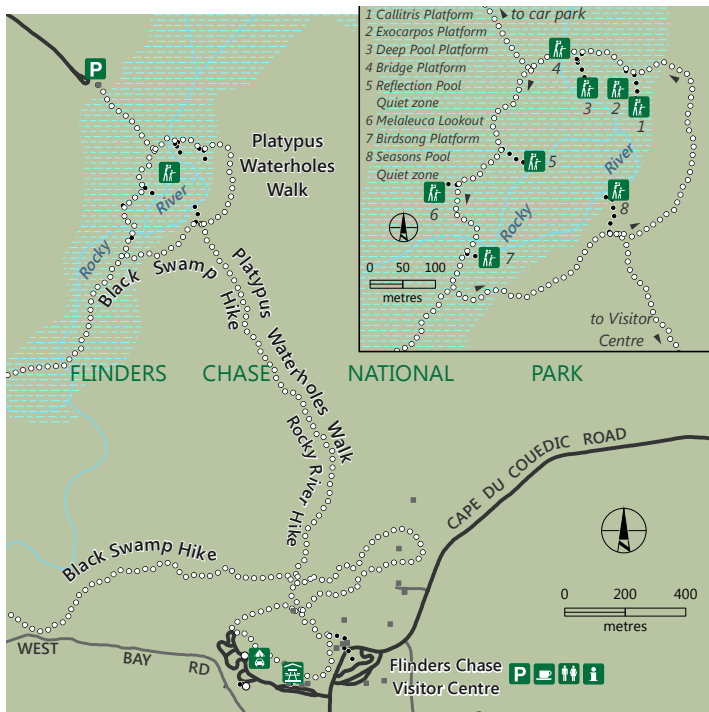 1 Callitris Platform
2 Exocarpos Platform
3 Deep Pool Platform
4 Bridge Platform
5 Reflection Pool
Quiet zone
6 Melaleuca Lookout
7 Birdsong Platform
8 Seasons Pool
Quiet zone
to car park
4
3
2
1
5
6
8
7
River
Rocky
0 50 100
metres
to Visitor
Centre
P
Platypus
Waterholes
Walk
River
Rocky
Black Swamp Hike
Platypus Waterholes Walk
Rocky River Hike
FLINDERS CHASE NATIONAL PARK
CAPE DU COUEDIC ROAD
Black Swamp Hike
0 200 400
metres
WEST BAY RD
Flinders Chase
Visitor Centre
P
i